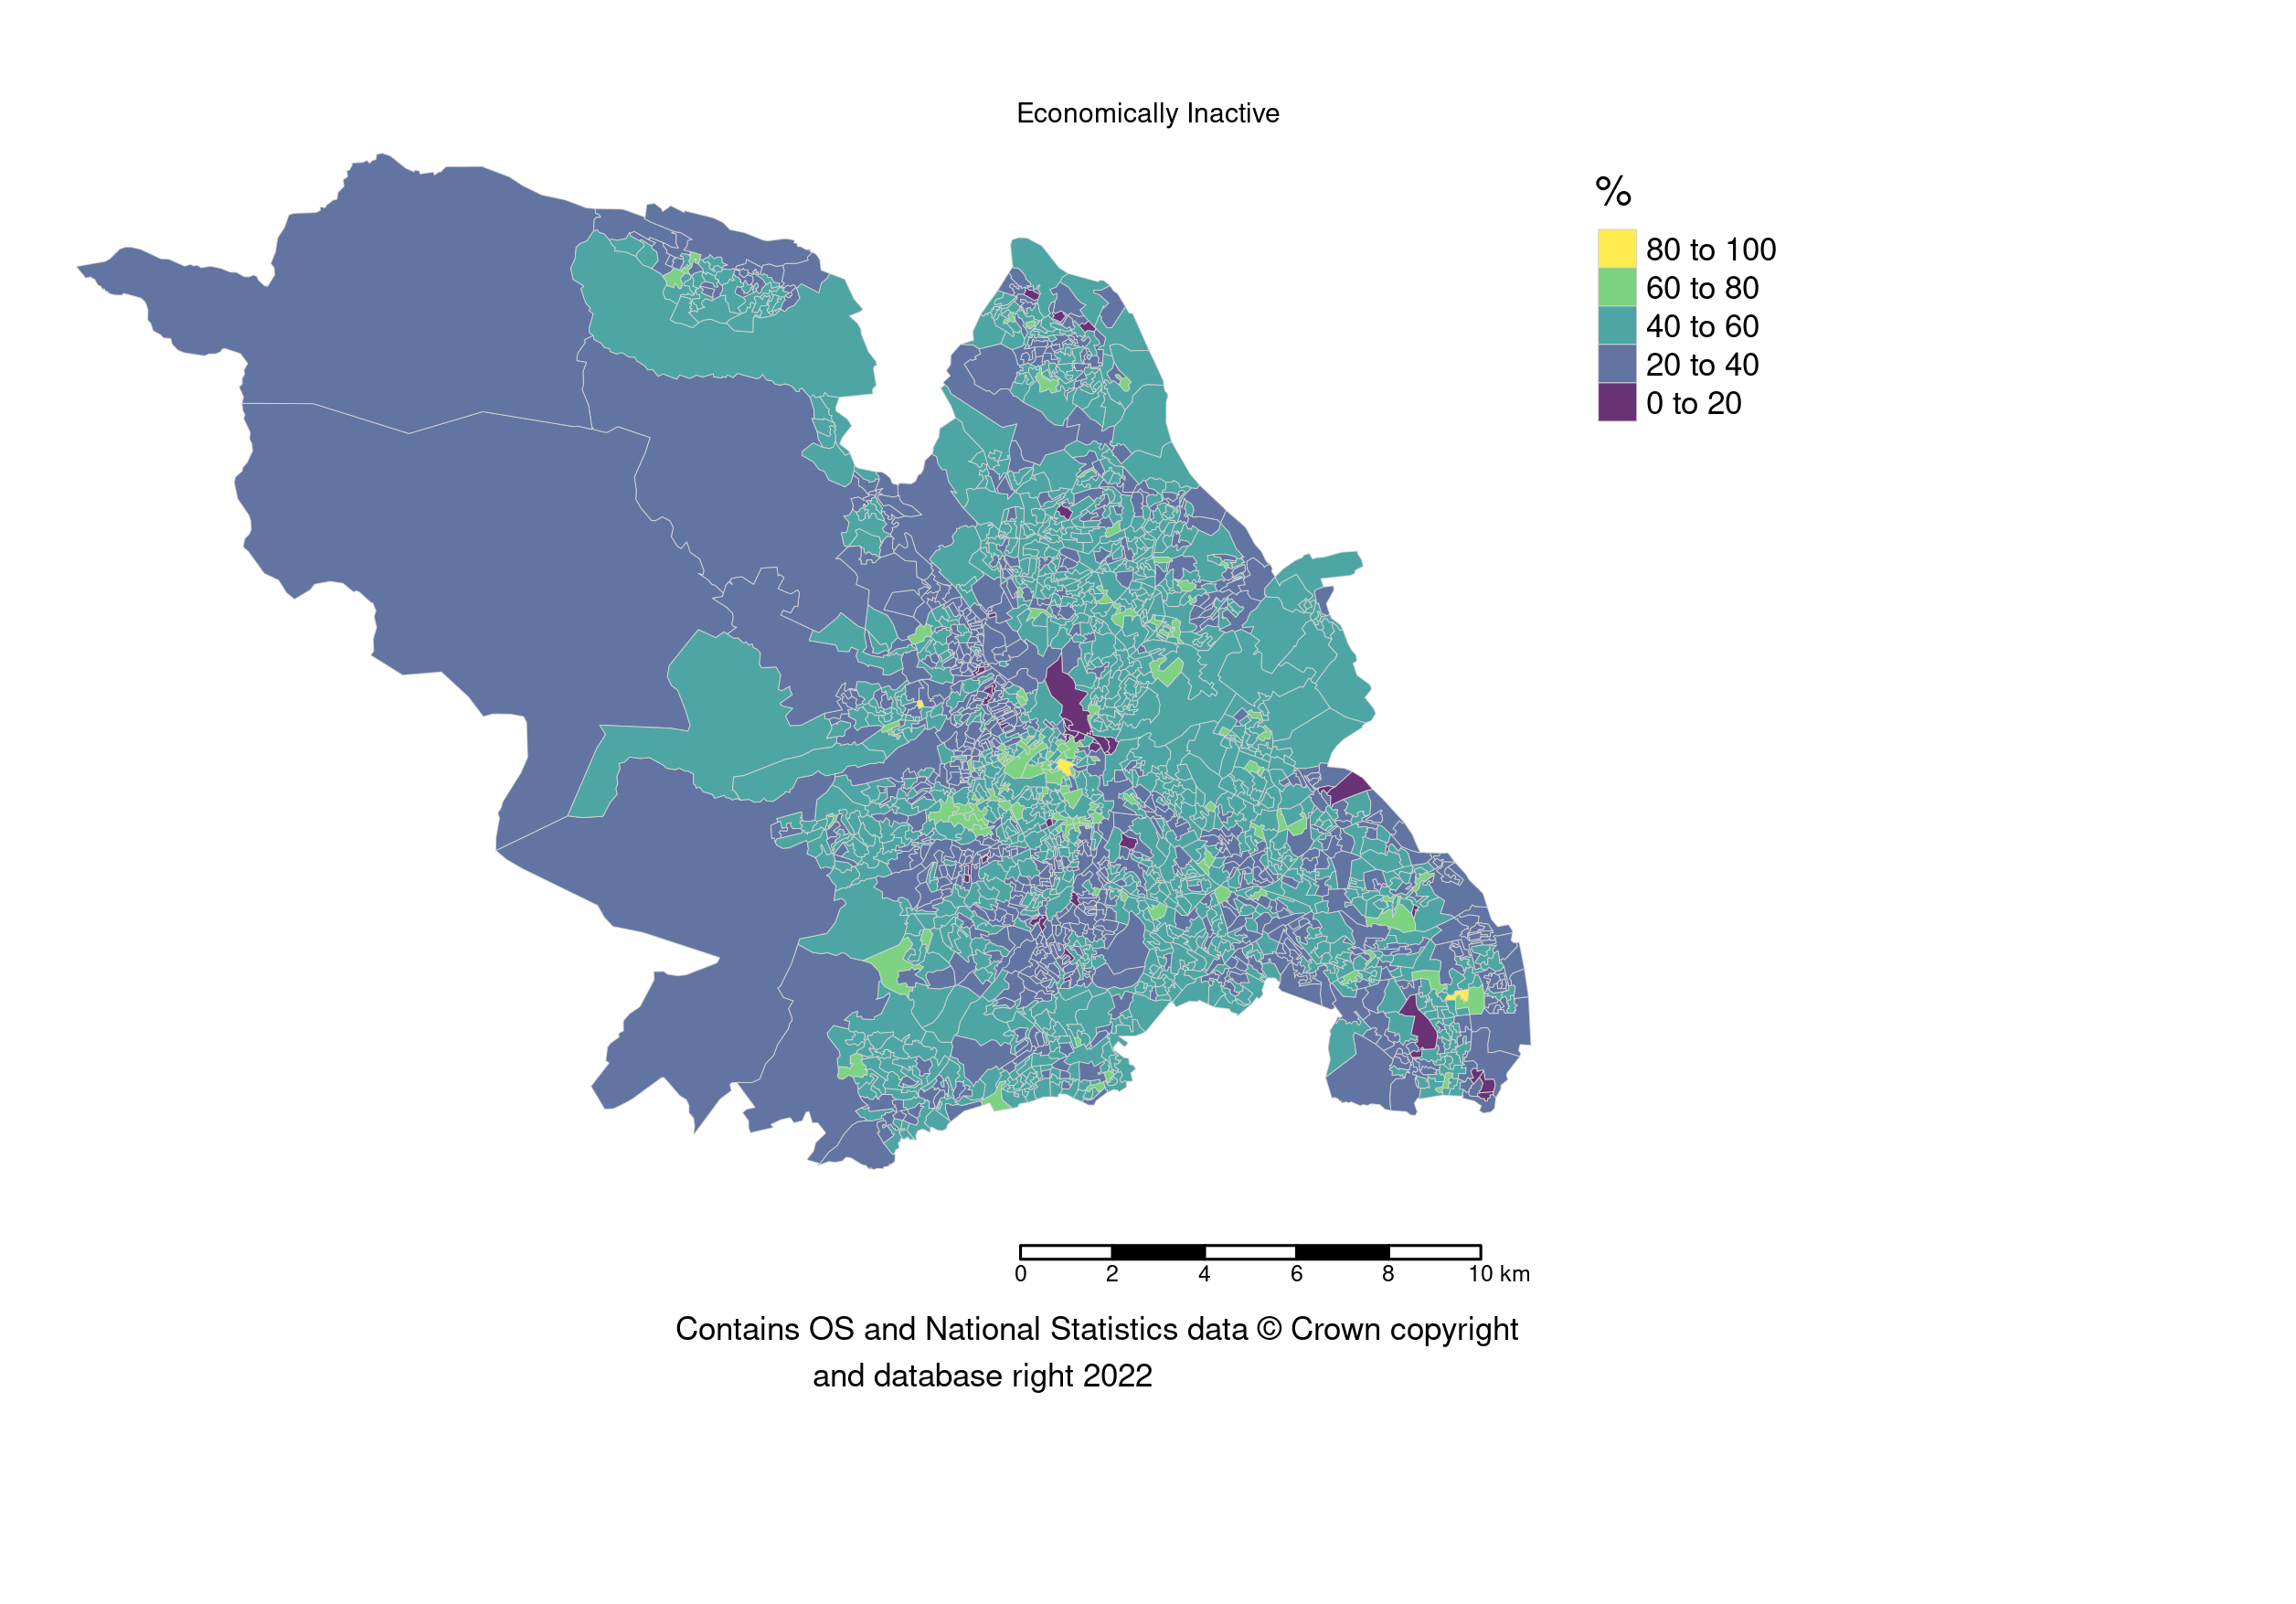 Economically Inactive
%
80 to 100
60 to 80
40 to 60
20 to 40
0 to 20
0 2 4 6 8 10 km
Contains OS and National Statistics data © Crown copyright
and database right 2022